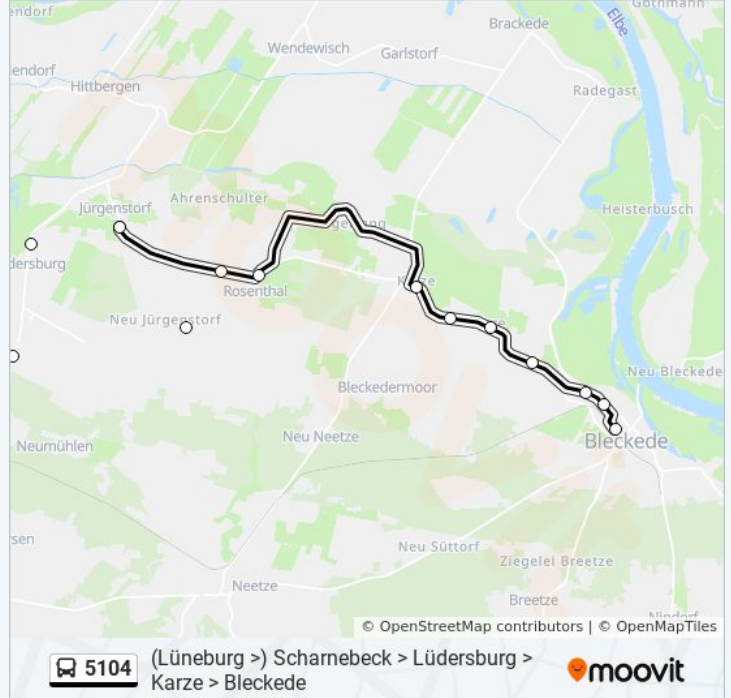 endorf
Gothmann
Brackede
Elbe
Wendewisch
Garlstorf
endorf
Hittbergen
Radegast
Ahrenschulter
Jürgenstorf
Heisterbusch
dersburg
Rosenthal
Neu Jürgenstorf
Neu Bleckede
Bleckedermoor
Neu Neetze
Bleckede
Neumühlen
sen
Neu Süttorf
Ziegelei Breetze
Neetze
Breetze
Nindorf
© OpenStreetMap contributors | © OpenMapTiles
5104
(Lüneburg >) Scharnebeck > Lüdersburg >
Karze > Bleckede
moovit